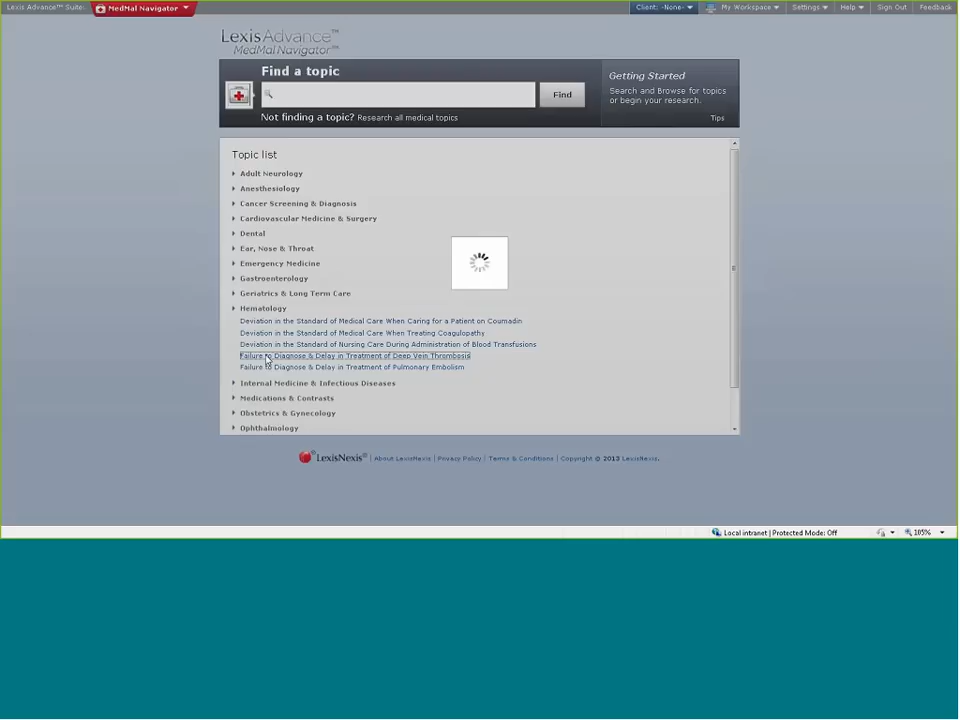 Lexis Advance™ Suite: MedMal Navigator Client: -None- My Workspace Settings Help Sign Out Feedback
LexisAdvance™
MedMal Navigator™
Find a topic
Find
Not finding a topic? Research all medical topics
Getting Started
Search and Browse for topics
or begin your research.
Tips
Topic list
Adult Neurology
Anesthesiology
Cancer Screening & Diagnosis
Cardiovascular Medicine & Surgery
Dental
Ear, Nose & Throat
Emergency Medicine
Gastroenterology
Geriatrics & Long Term Care
Hematology
Deviation in the Standard of Medical Care When Caring for a Patient on Coumadin
Deviation in the Standard of Medical Care When Treating Coagulopathy
Deviation in the Standard of Nursing Care During Administration of Blood Transfusions
Failure to Diagnose & Delay in Treatment of Deep Vein Thrombosis
Failure to Diagnose & Delay in Treatment of Pulmonary Embolism
Internal Medicine & Infectious Diseases
Medications & Contrasts
Obstetrics & Gynecology
Ophthalmology
LexisNexis® | About LexisNexis | Privacy Policy | Terms & Conditions | Copyright © 2013 LexisNexis.
Local intranet | Protected Mode: Off 105%